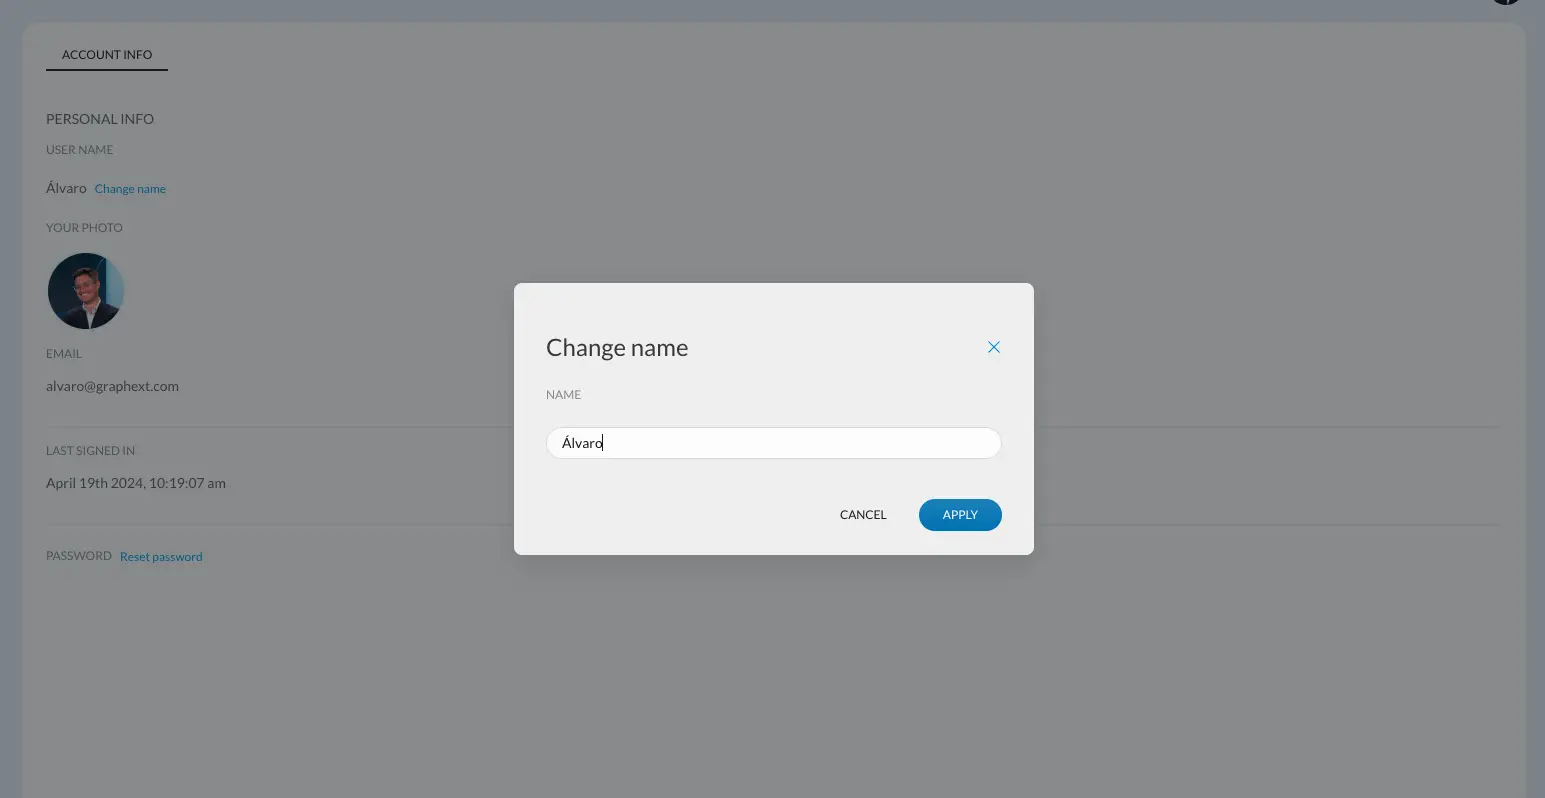 ACCOUNT INFO
PERSONAL INFO
USER NAME
Álvaro Change name
YOUR PHOTO
EMAIL
alvaro@graphext.com
LAST SIGNED IN
April 19th 2024, 10:19:07 am
PASSWORD Reset password
Change name
NAME
Álvaro
CANCEL APPLY